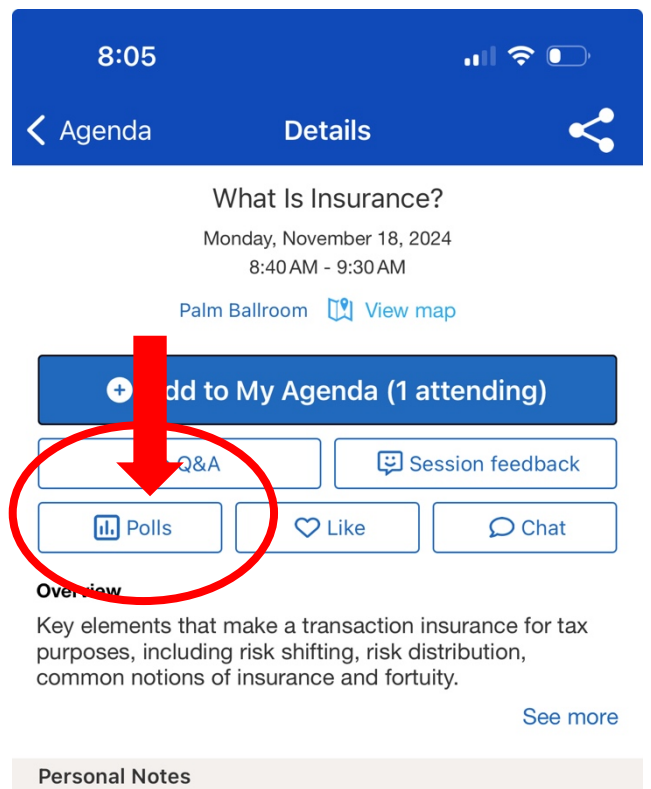 8:05
Agenda Details
What Is Insurance?
Monday, November 18, 2024
8:40 AM - 9:30 AM
Palm Ballroom View map
dd to My Agenda (1 attending)
Q&A Session feedback
Polls Like Chat
Overview
Key elements that make a transaction insurance for tax
purposes, including risk shifting, risk distribution,
common notions of insurance and fortuity.
See more
Personal Notes